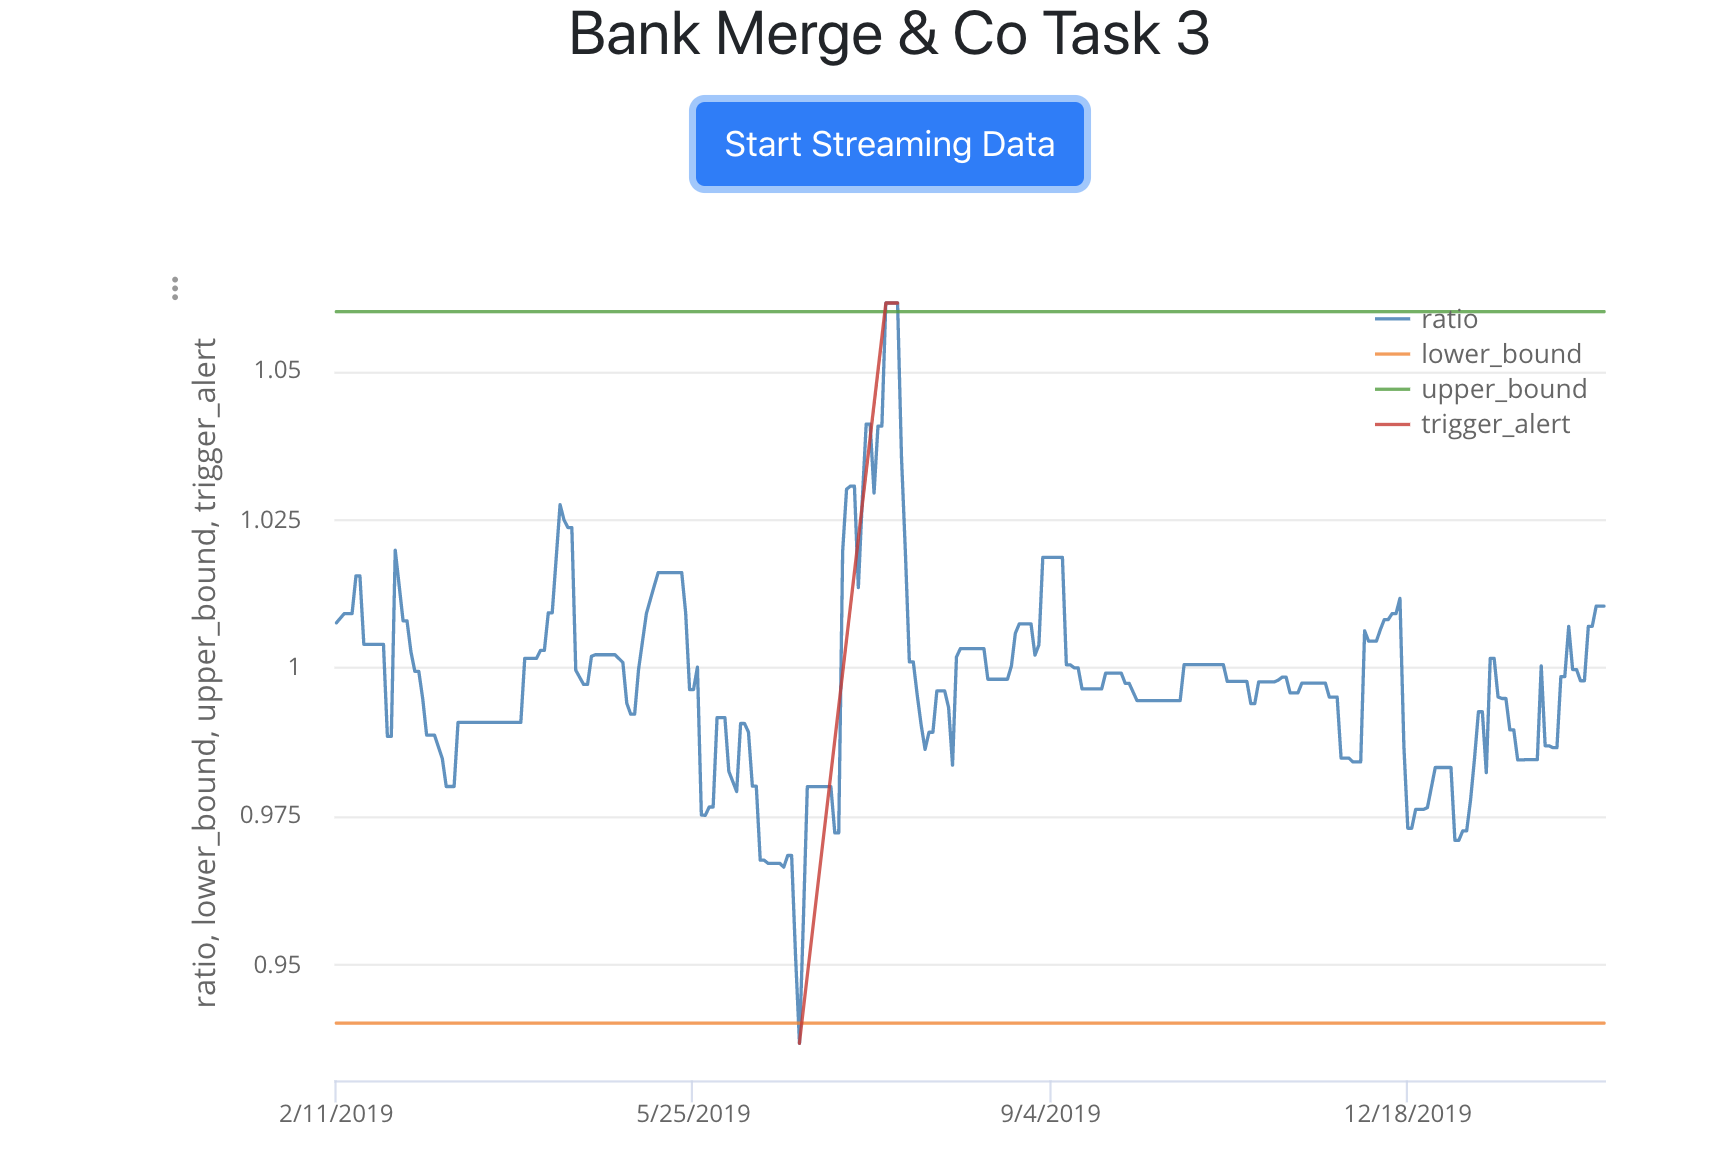 Bank Merge & Co Task 3
Start Streaming Data
ratio, lower_bound, upper_bound, trigger_alert
1.05
1.025
1
0.975
0.95
ratio
lower_bound
upper_bound
trigger_alert
2/11/2019
5/25/2019
9/4/2019
12/18/2019